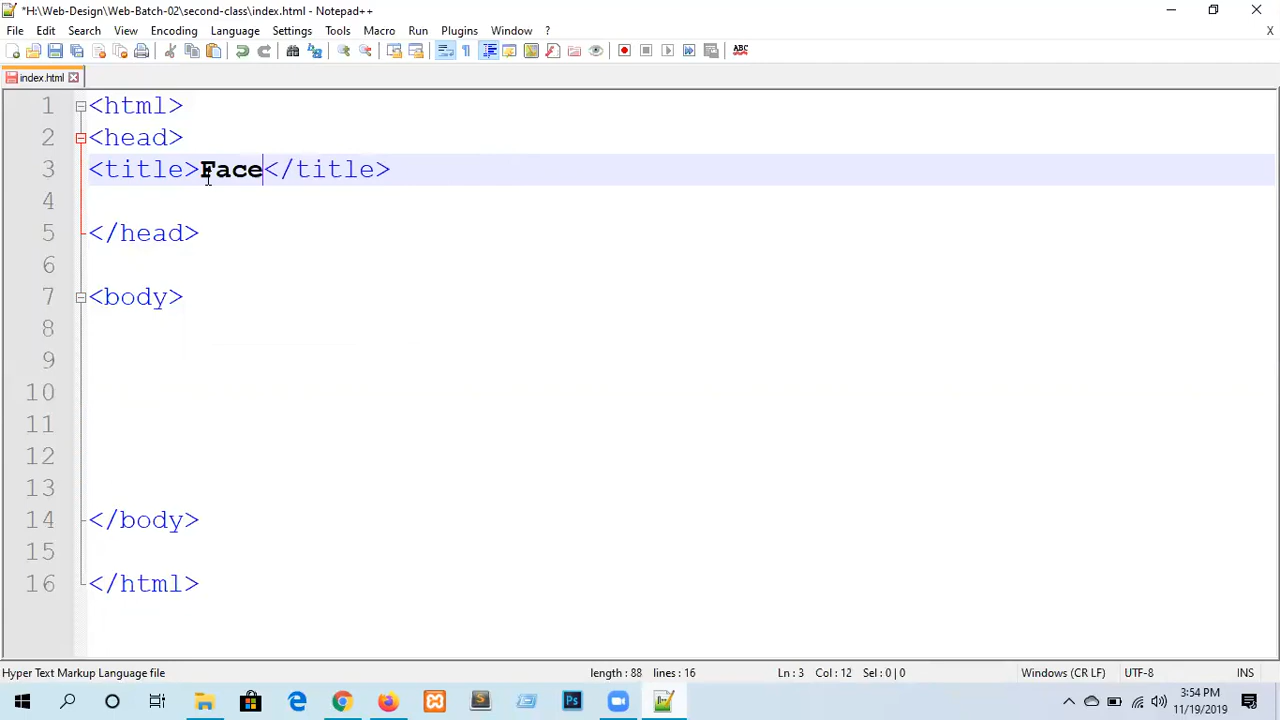 *H:\Web-Design\Web-Batch-02\second-class\index.html - Notepad++
File Edit Search View Encoding Language Settings Tools Macro Run Plugins Window ? X
index.html
1 <html>
2 <head>
3 <title>Face</title>
4
5 </head>
6
7 <body>
8
9
10
11
12
13
14 </body>
15
16 </html>
Hyper Text Markup Language file length : 88 lines : 16 Ln : 3 Col : 12 Sel : 0 | 0 Windows (CR LF) UTF-8 INS
3:54 PM
11/19/2019
ABC
S
Ps